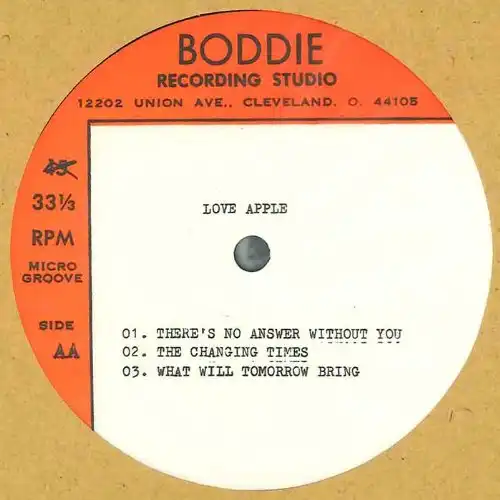 BODDIE
RECORDING STUDIO
12202 UNION AVE., CLEVELAND. O. 44105
45
33⅓
RPM
MICRO
GROOVE
SIDE
AA
LOVE APPLE
01. THERE'S NO ANSWER WITHOUT YOU
02. THE CHANGING TIMES
03. WHAT WILL TOMORROW BRING